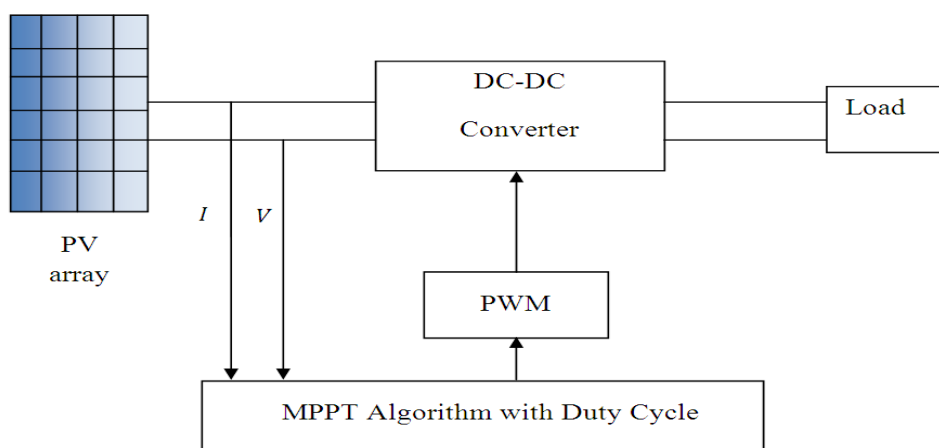 DC-DC
Converter
Load
I
V
PV
array
PWM
MPPT Algorithm with Duty Cycle